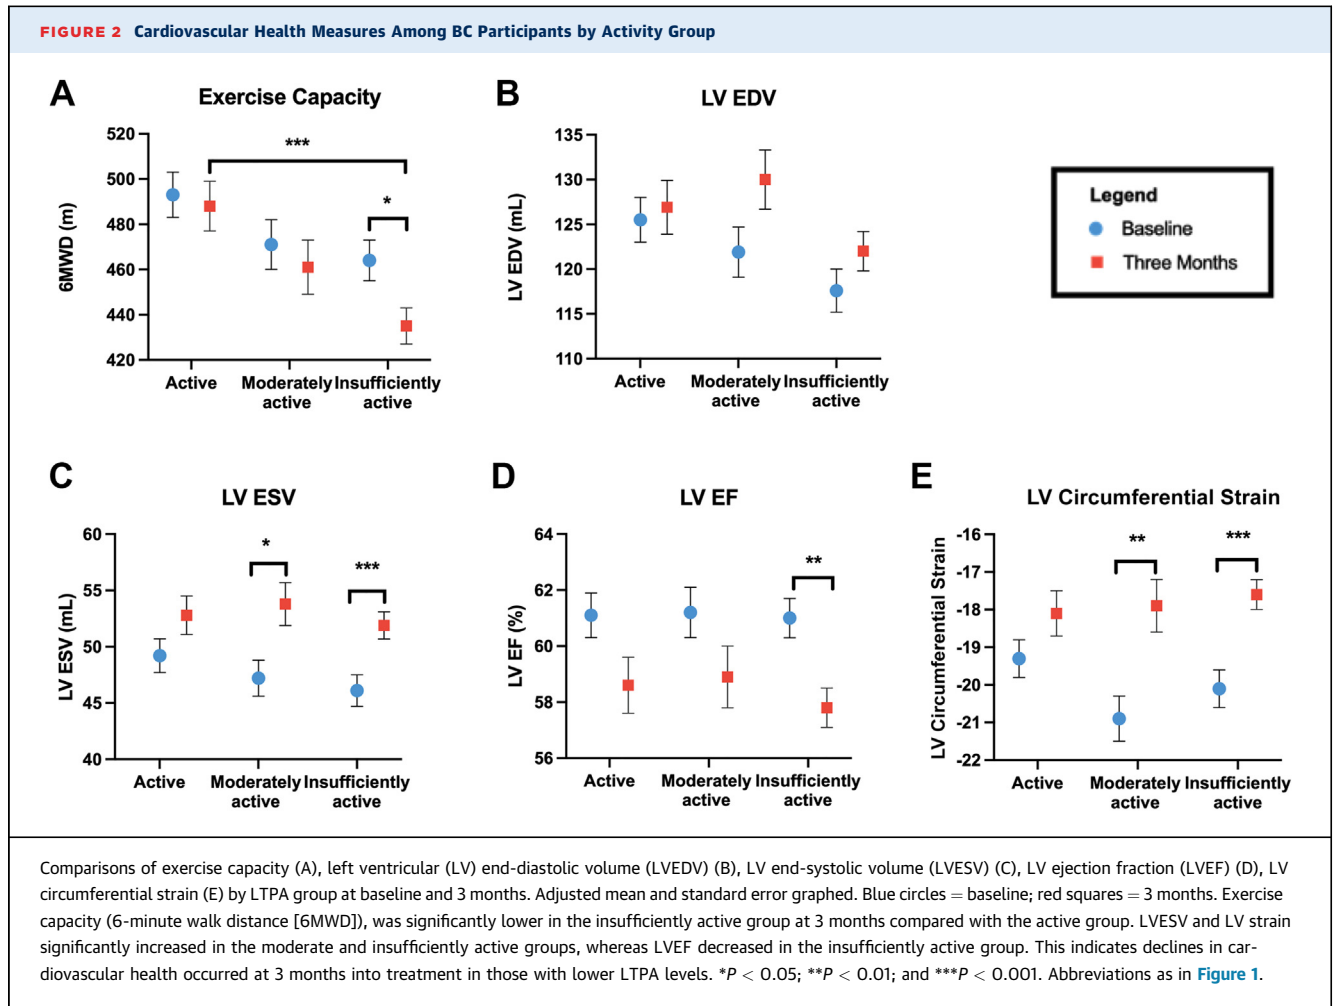 FIGURE 2 Cardiovascular Health Measures Among BC Participants by Activity Group
A
Exercise Capacity
6MWD (m)
520
500
480
460
440
420
***
*
Active
Moderately active
Insufficiently active
B
LV EDV
LV EDV (mL)
135
130
125
120
115
110
Active
Moderately active
Insufficiently active
Legend
Baseline
Three Months
C
LV ESV
LV ESV (mL)
60
55
50
45
40
*
***
Active
Moderately active
Insufficiently active
D
LV EF
LV EF (%)
64
62
60
58
56
**
Active
Moderately active
Insufficiently active
E
LV Circumferential Strain
LV Circumferential Strain
-16
-17
-18
-19
-20
-21
-22
**
***
Active
Moderately active
Insufficiently active
Comparisons of exercise capacity (A), left ventricular (LV) end-diastolic volume (LVEDV) (B), LV end-systolic volume (LVESV) (C), LV ejection fraction (LVEF) (D), LV
circumferential strain (E) by LTPA group at baseline and 3 months. Adjusted mean and standard error graphed. Blue circles = baseline; red squares = 3 months. Exercise
capacity (6-minute walk distance [6MWD]), was significantly lower in the insufficiently active group at 3 months compared with the active group. LVESV and LV strain
significantly increased in the moderate and insufficiently active groups, whereas LVEF decreased in the insufficiently active group. This indicates declines in car-
diovascular health occurred at 3 months into treatment in those with lower LTPA levels. *P < 0.05; **P < 0.01; and ***P < 0.001. Abbreviations as in Figure 1.